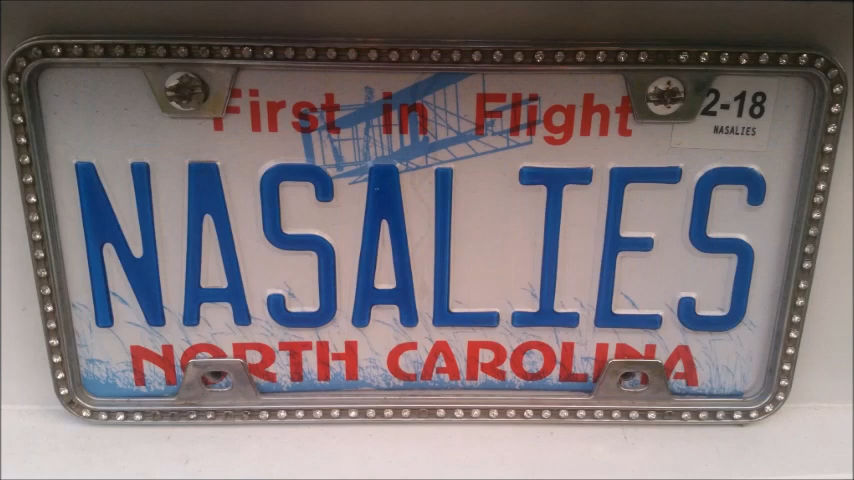 First in Flight
2-18
NASALIES
NASALIES
NORTH CAROLINA